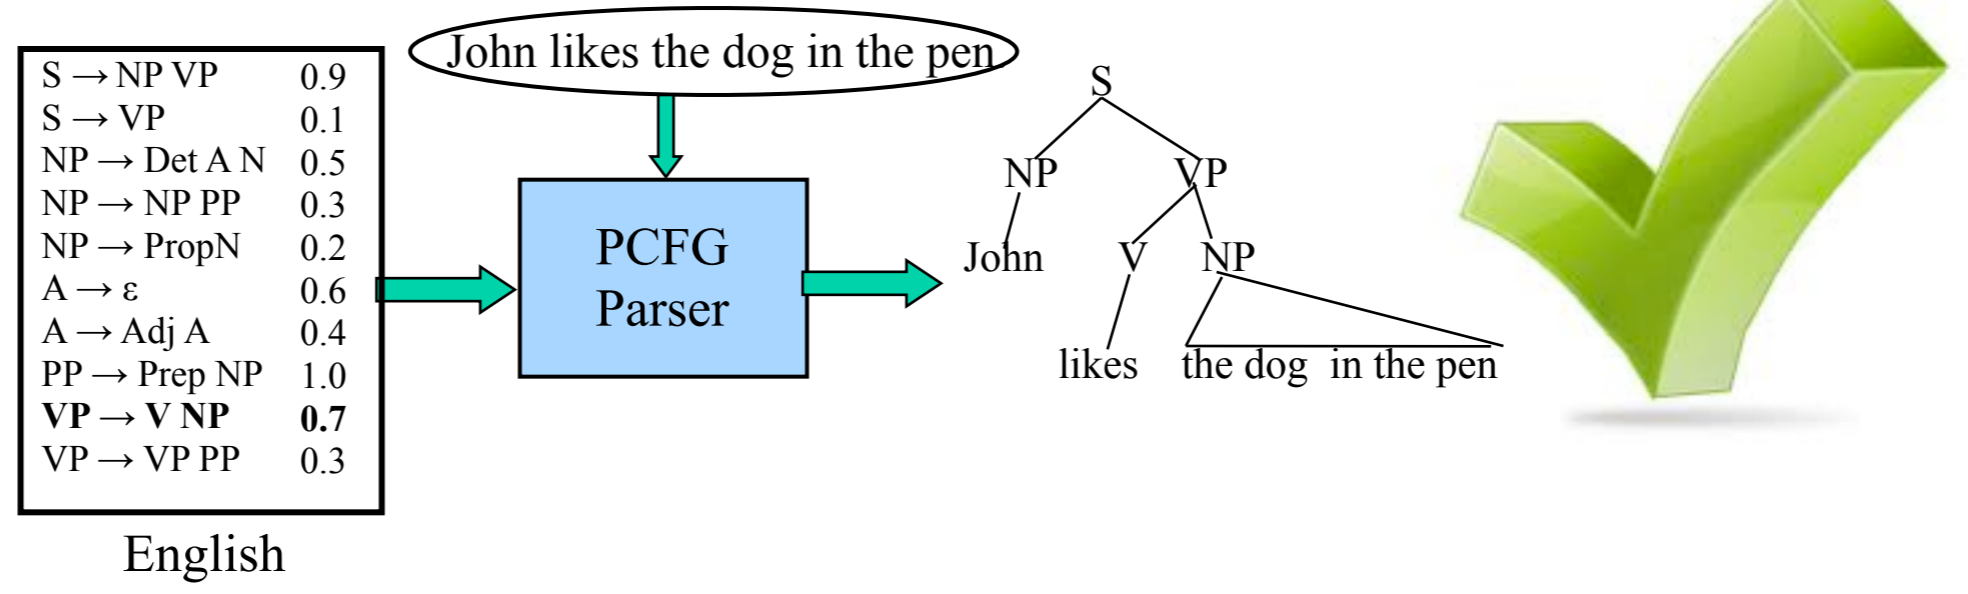 John likes the dog in the pen
S → NP VP 0.9
S → VP 0.1
NP → Det A N 0.5
NP → NP PP 0.3
NP → PropN 0.2
A → ε 0.6
A → Adj A 0.4
PP → Prep NP 1.0
VP → V NP 0.7
VP → VP PP 0.3
English
PCFG
Parser
S
NP VP
John V NP
likes the dog in the pen